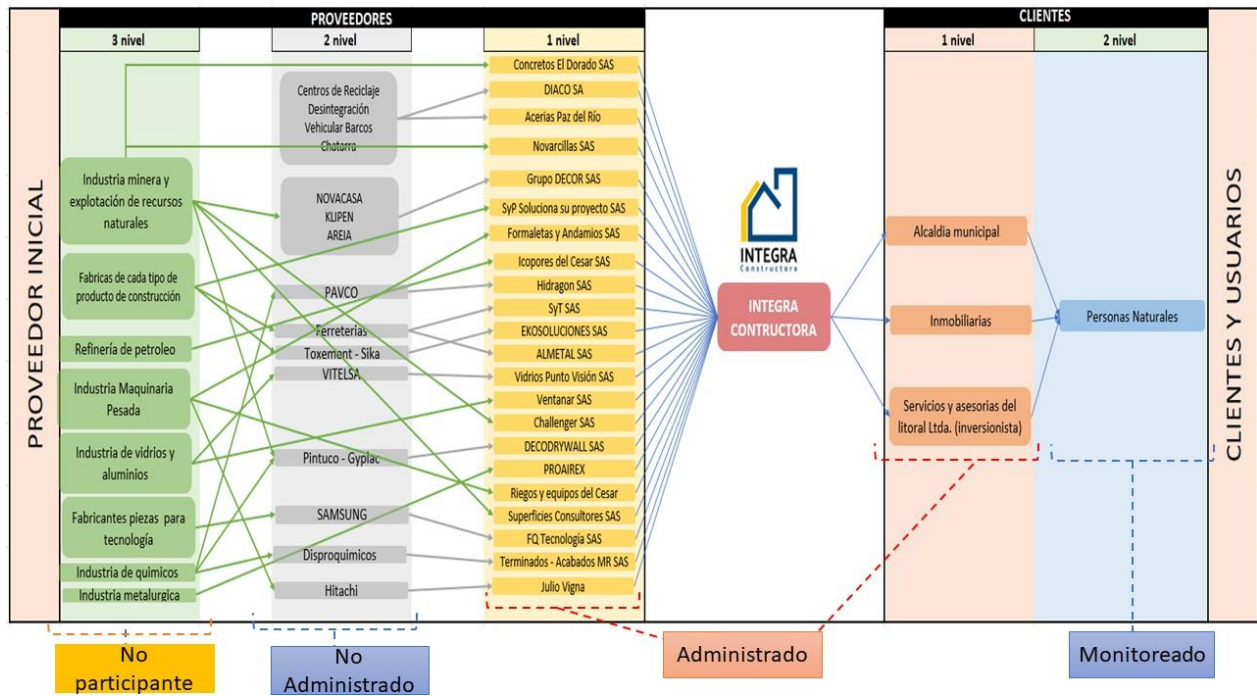 PROVEEDORES
CLIENTES
3 nivel
2 nivel
1 nivel
1 nivel
2 nivel
PROVEEDOR INICIAL
Industria minera y
explotación de recursos
naturales
Fabricas de cada tipo de
producto de construcción
Refinería de petroleo
Industria Maquinaria
Pesada
Industria de vidrios y
aluminios
Fabricantes piezas para
tecnología
Industria de quimicos
Industria metalurgica
Centros de Reciclaje
Desintegración
Vehicular Barcos
Chatarra
NOVACASA
KLIPEN
AREIA
PAVCO
Ferreterias
Toxement - Sika
VITELSA
Pintuco - Gyplac
SAMSUNG
Disproquimicos
Hitachi
Concretos El Dorado SAS
DIACO SA
Acerias Paz del Río
Novarcillas SAS
Grupo DECOR SAS
SyP Soluciona su proyecto SAS
Formaletas y Andamios SAS
Icopores del Cesar SAS
Hidragon SAS
SyT SAS
EKOSOLUCIONES SAS
ALMETAL SAS
Vidrios Punto Visión SAS
Ventanar SAS
Challenger SAS
DECODRYWALL SAS
PROAIREX
Riegos y equipos del Cesar
Superficies Consultores SAS
FQ Tecnología SAS
Terminados - Acabados MR SAS
Julio Vigna
INTEGRA
Constructora
INTEGRA
CONTRUCTORA
Alcaldia municipal
Inmobiliarias
Servicios y asesorias del
litoral Ltda. (inversionista)
Personas Naturales
CLIENTES Y USUARIOS
No
participante
No
Administrado
Administrado
Monitoreado